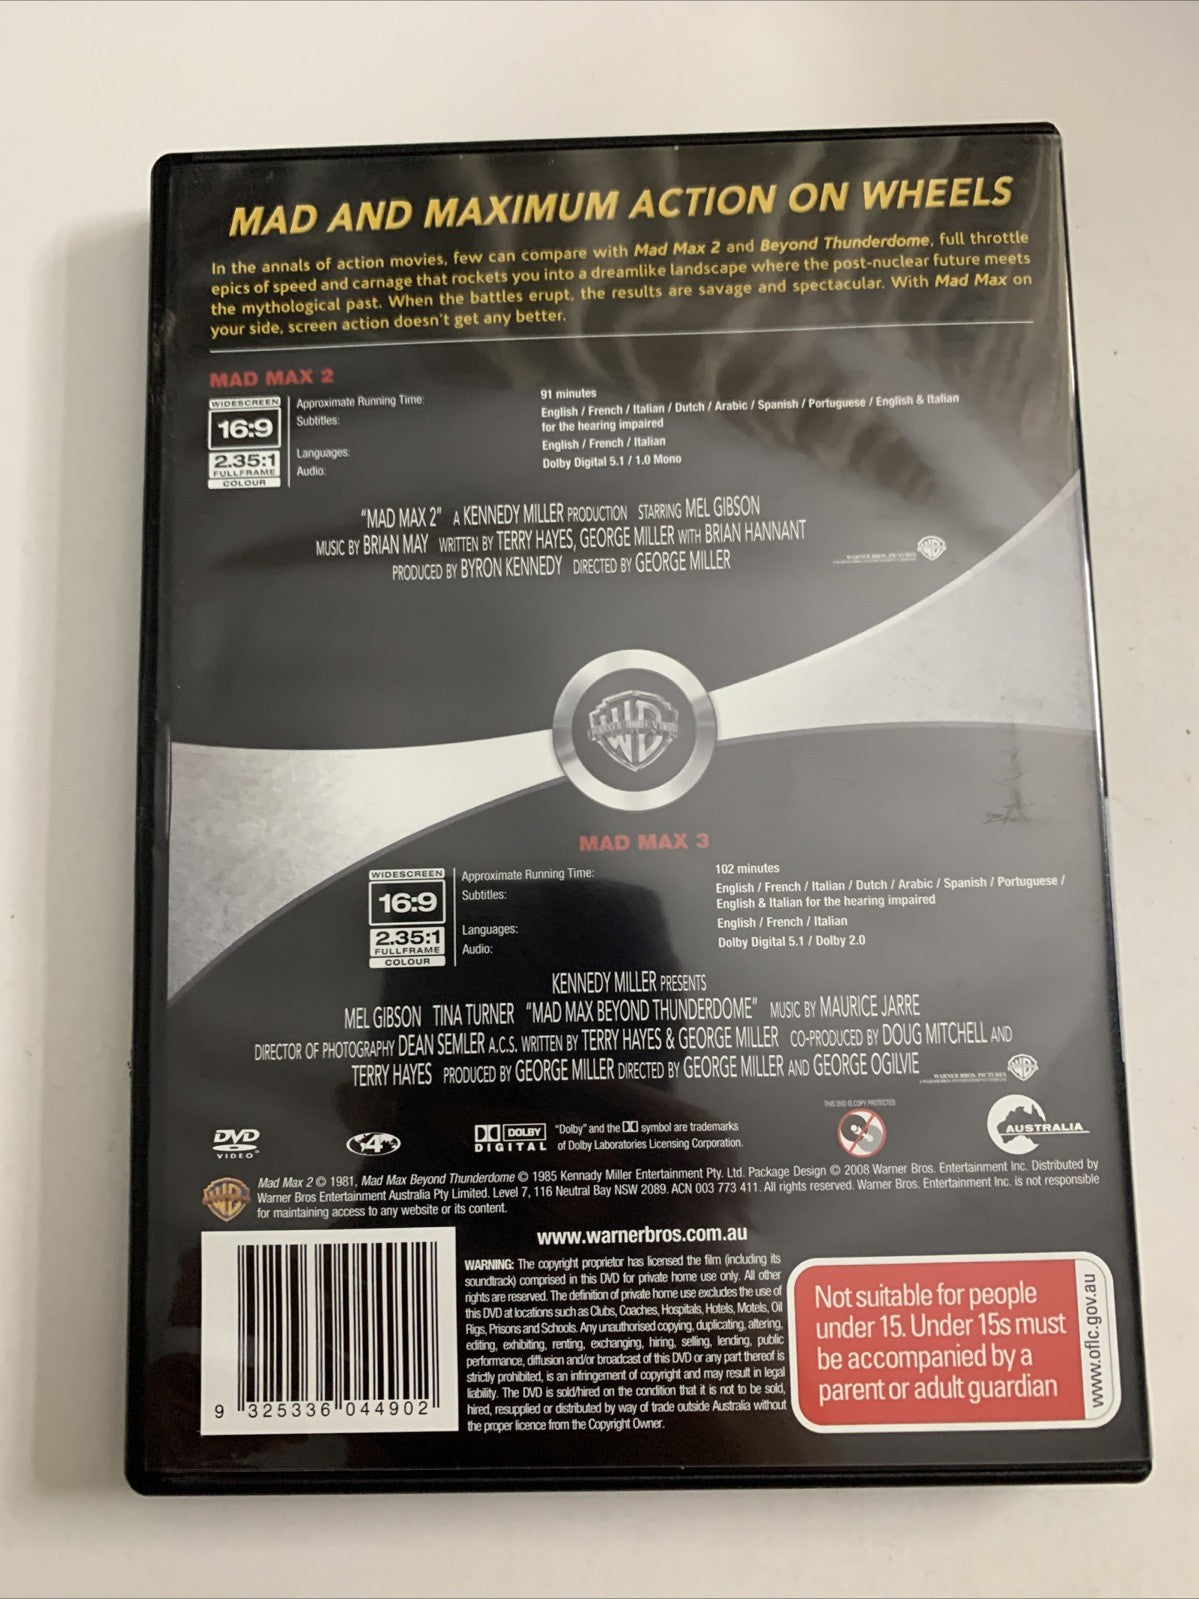 MAD AND MAXIMUM ACTION ON WHEELS
In the annals of action movies, few can compare with Mad Max 2 and Beyond Thunderdome, full throttle
epics of speed and carnage that rockets you into a dreamlike landscape where the post-nuclear future meets
the mythological past. When the battles erupt, the results are savage and spectacular. With Mad Max on
your side, screen action doesn't get any better.
MAD MAX 2
WIDESCREEN
16:9
2.35:1
FULLFRAME
COLOUR
Approximate Running Time: 91 minutes
Subtitles: English / French / Italian / Dutch / Arabic / Spanish / Portuguese / English & Italian
for the hearing impaired
Languages: English / French / Italian
Audio: Dolby Digital 5.1 / 1.0 Mono
"MAD MAX 2" A KENNEDY MILLER PRODUCTION STARRING MEL GIBSON
MUSIC BY BRIAN MAY WRITTEN BY TERRY HAYES, GEORGE MILLER WITH BRIAN HANNANT
PRODUCED BY BYRON KENNEDY DIRECTED BY GEORGE MILLER
WARNER BROS. PICTURES
MAD MAX 3
WIDESCREEN
16:9
2.35:1
FULLFRAME
COLOUR
Approximate Running Time: 102 minutes
Subtitles: English / French / Italian / Dutch / Arabic / Spanish / Portuguese /
English & Italian for the hearing impaired
Languages: English / French / Italian
Audio: Dolby Digital 5.1 / Dolby 2.0
KENNEDY MILLER PRESENTS
MEL GIBSON TINA TURNER "MAD MAX BEYOND THUNDERDOME" MUSIC BY MAURICE JARRE
DIRECTOR OF PHOTOGRAPHY DEAN SEMLER A.C.S. WRITTEN BY TERRY HAYES & GEORGE MILLER CO-PRODUCED BY DOUG MITCHELL AND
TERRY HAYES PRODUCED BY GEORGE MILLER DIRECTED BY GEORGE MILLER AND GEORGE OGILVIE
WARNER BROS. PICTURES
THIS DVD IS COPY PROTECTED
DVD
VIDEO
4
DOLBY
DIGITAL
"Dolby" and the DD symbol are trademarks
of Dolby Laboratories Licensing Corporation.
AUSTRALIA
Mad Max 2 © 1981, Mad Max Beyond Thunderdome © 1985 Kennady Miller Entertainment Pty. Ltd. Package Design © 2008 Warner Bros. Entertainment Inc. Distributed by
Warner Bros Entertainment Australia Pty Limited. Level 7, 116 Neutral Bay NSW 2089. ACN 003 773 411. All rights reserved. Warner Bros. Entertainment Inc. is not responsible
for maintaining access to any website or its content.
www.warnerbros.com.au
WARNING: The copyright proprietor has licensed the film (including its
soundtrack) comprised in this DVD for private home use only. All other
rights are reserved. The definition of private home use excludes the use of
this DVD at locations such as Clubs, Coaches, Hospitals, Hotels, Motels, Oil
Rigs, Prisons and Schools. Any unauthorised copying, duplicating, altering,
editing, exhibiting, renting, exchanging, hiring, selling, lending, public
performance, diffusion and/or broadcast of this DVD or any part thereof is
strictly prohibited, is an infringement of copyright and may result in legal
liability. The DVD is sold/hired on the condition that it is not to be sold,
hired, resupplied or distributed by way of trade outside Australia without
the proper licence from the Copyright Owner.
9 325336 044902
Not suitable for people
under 15. Under 15s must
be accompanied by a
parent or adult guardian
www.oflc.gov.au